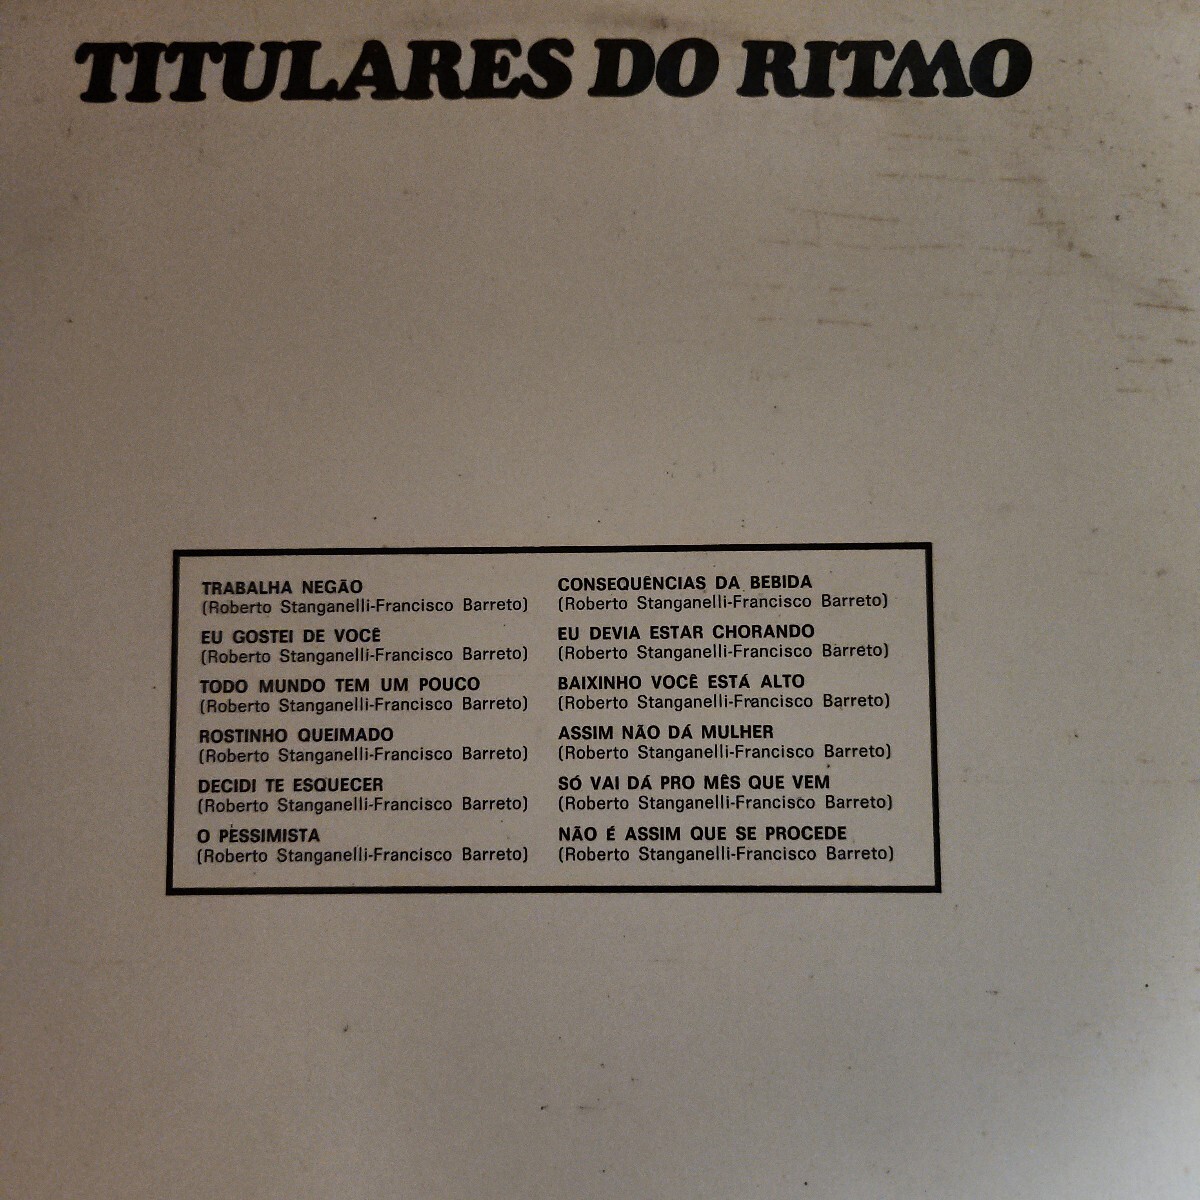 TITULARES DO RITMO
TRABALHA NEGÃO
(Roberto Stanganelli-Francisco Barreto)
EU GOSTEI DE VOCÊ
(Roberto Stanganelli-Francisco Barreto)
TODO MUNDO TEM UM POUCO
(Roberto Stanganelli-Francisco Barreto)
ROSTINHO QUEIMADO
(Roberto Stanganelli-Francisco Barreto)
DECIDI TE ESQUECER
(Roberto Stanganelli-Francisco Barreto)
O PESSIMISTA
(Roberto Stanganelli-Francisco Barreto)
CONSEQUÊNCIAS DA BEBIDA
(Roberto Stanganelli-Francisco Barreto)
EU DEVIA ESTAR CHORANDO
(Roberto Stanganelli-Francisco Barreto)
BAIXINHO VOCÊ ESTÁ ALTO
(Roberto Stanganelli-Francisco Barreto)
ASSIM NÃO DÁ MULHER
(Roberto Stanganelli-Francisco Barreto)
SÓ VAI DÁ PRO MÊS QUE VEM
(Roberto Stanganelli-Francisco Barreto)
NÃO É ASSIM QUE SE PROCEDE
(Roberto Stanganelli-Francisco Barreto)